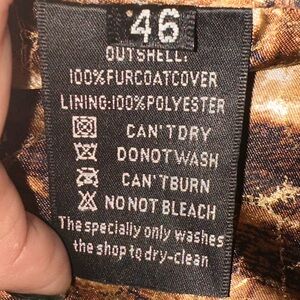 46
OUTSHELL:
100%FURCOATCOVER
LINING:100%POLYESTER
CAN'TDRY
DONOTWASH
CAN'TBURN
NONOT BLEACH
The specially only washes
the shop to dry-clean